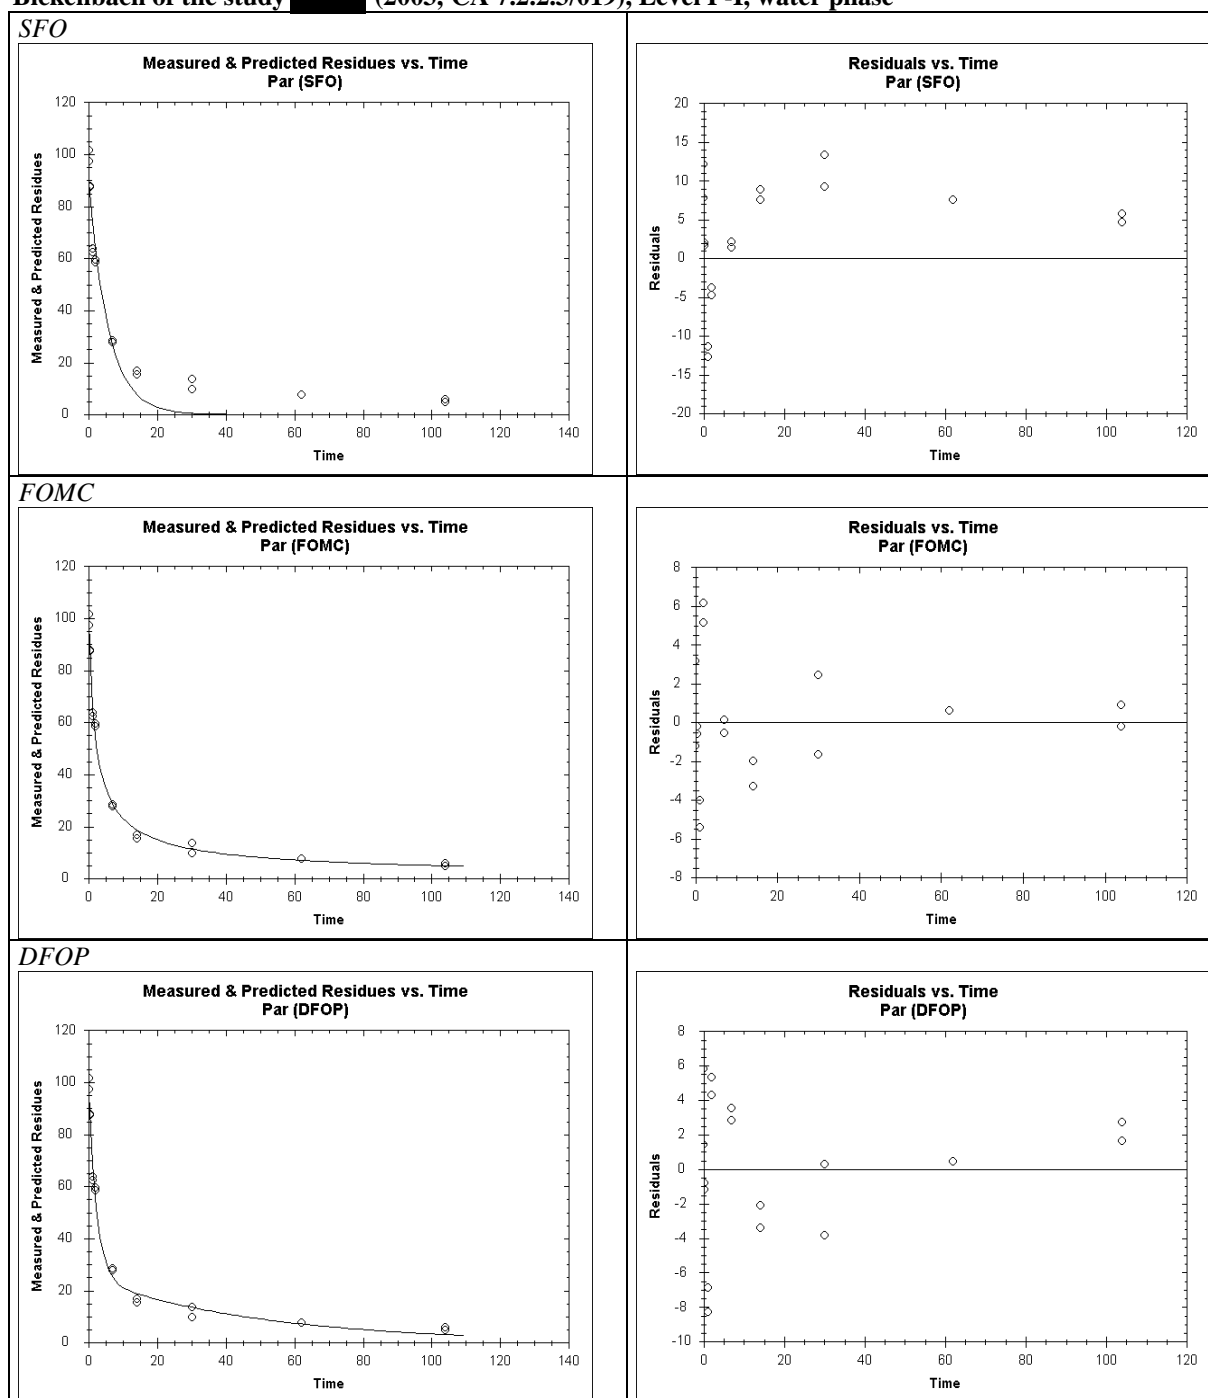 Bickenbach of the study (2003, CA 7.2.2.3/019), Level P-I, water phase
SFO
Measured & Predicted Residues vs. Time
Par (SFO)
Measured & Predicted Residues
120
100
80
60
40
20
0
0 20 40 60 80 100 120 140
Time
Residuals vs. Time
Par (SFO)
Residuals
20
15
10
5
0
-5
-10
-15
-20
0 20 40 60 80 100 120
Time
FOMC
Measured & Predicted Residues vs. Time
Par (FOMC)
Measured & Predicted Residues
120
100
80
60
40
20
0
0 20 40 60 80 100 120 140
Time
Residuals vs. Time
Par (FOMC)
Residuals
8
6
4
2
0
-2
-4
-6
-8
0 20 40 60 80 100 120
Time
DFOP
Measured & Predicted Residues vs. Time
Par (DFOP)
Measured & Predicted Residues
120
100
80
60
40
20
0
0 20 40 60 80 100 120 140
Time
Residuals vs. Time
Par (DFOP)
Residuals
8
6
4
2
0
-2
-4
-6
-8
-10
0 20 40 60 80 100 120
Time